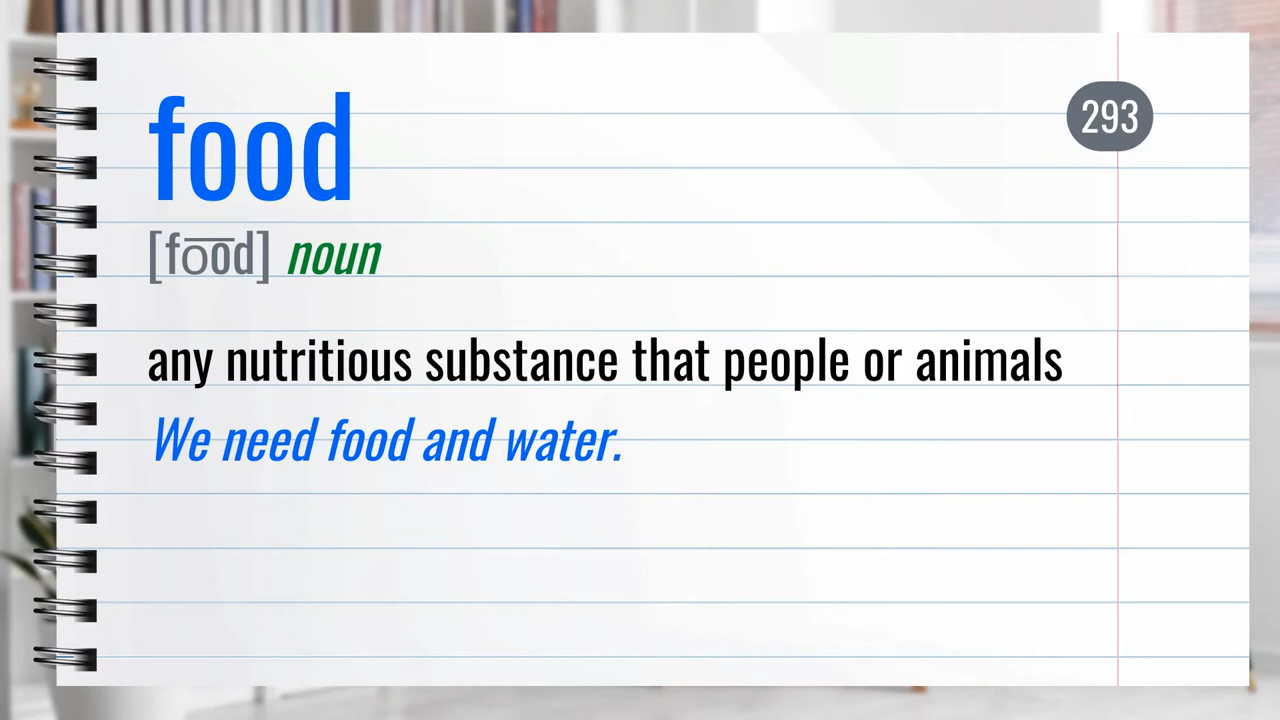 food
293
[fo͞od] noun
any nutritious substance that people or animals
We need food and water.